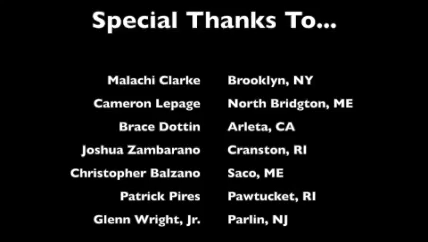 Special Thanks To...
Malachi Clarke Brooklyn, NY
Cameron Lepage North Bridgton, ME
Brace Dottin Arleta, CA
Joshua Zambarano Cranston, RI
Christopher Balzano Saco, ME
Patrick Pires Pawtucket, RI
Glenn Wright, Jr. Parlin, NJ